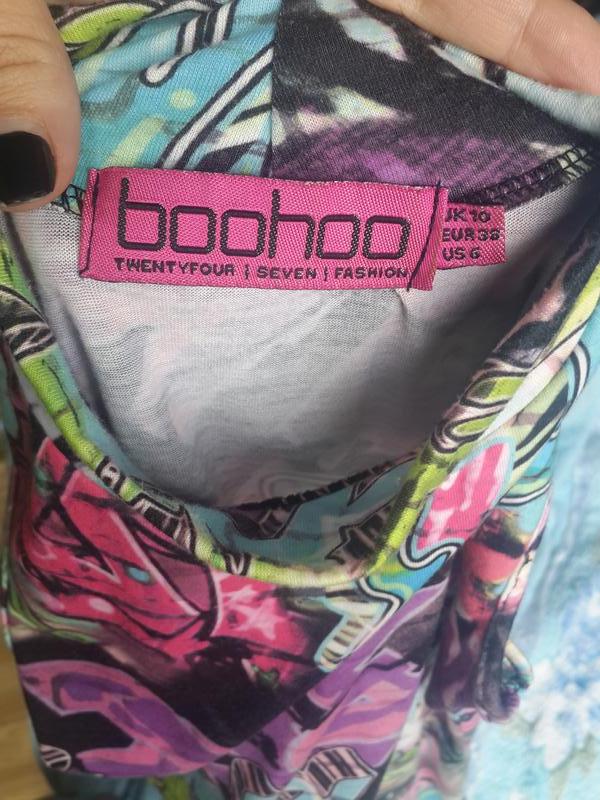 boohoo
TWENTYFOUR | SEVEN | FASHION
UK 10
EUR 38
US 6